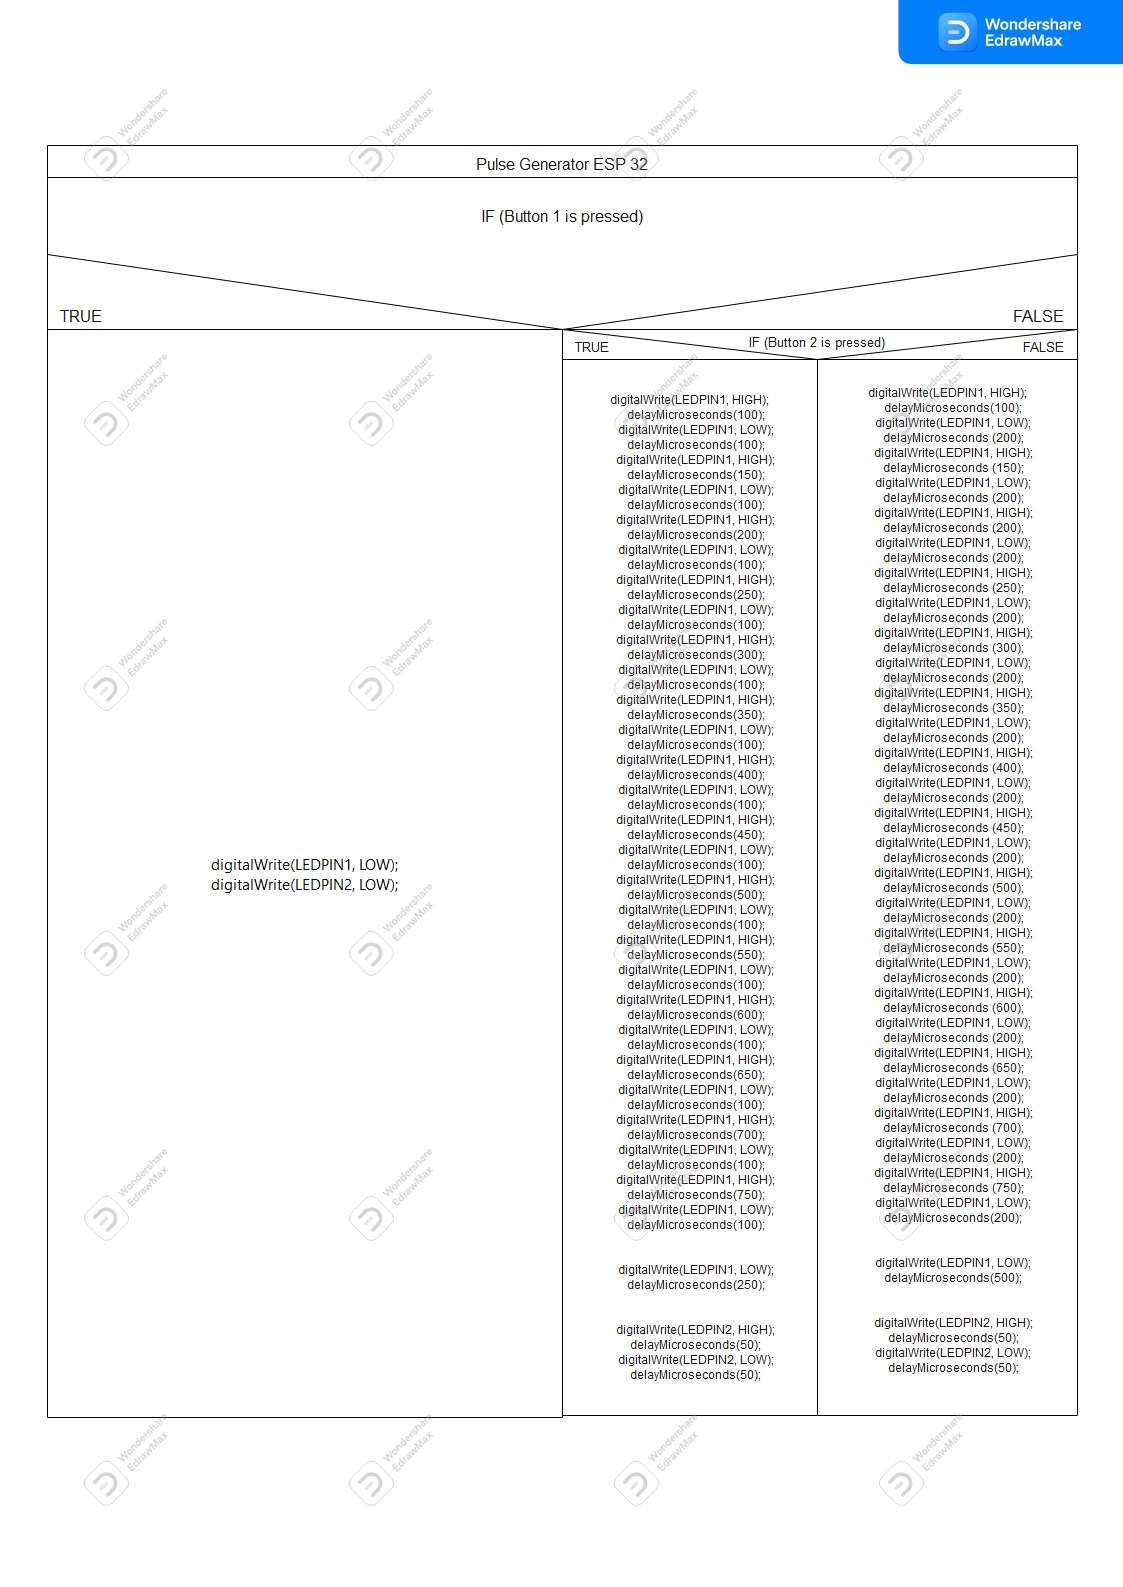 Wondershare
EdrawMax
Pulse Generator ESP 32
IF (Button 1 is pressed)
TRUE
FALSE
digitalWrite(LEDPIN1, LOW);
digitalWrite(LEDPIN2, LOW);
IF (Button 2 is pressed)
TRUE
FALSE
digitalWrite(LEDPIN1, HIGH);
delayMicroseconds(100);
digitalWrite(LEDPIN1, LOW);
delayMicroseconds(100);
digitalWrite(LEDPIN1, HIGH);
delayMicroseconds(150);
digitalWrite(LEDPIN1, LOW);
delayMicroseconds(100);
digitalWrite(LEDPIN1, HIGH);
delayMicroseconds(200);
digitalWrite(LEDPIN1, LOW);
delayMicroseconds(100);
digitalWrite(LEDPIN1, HIGH);
delayMicroseconds(250);
digitalWrite(LEDPIN1, LOW);
delayMicroseconds(100);
digitalWrite(LEDPIN1, HIGH);
delayMicroseconds(300);
digitalWrite(LEDPIN1, LOW);
delayMicroseconds(100);
digitalWrite(LEDPIN1, HIGH);
delayMicroseconds(350);
digitalWrite(LEDPIN1, LOW);
delayMicroseconds(100);
digitalWrite(LEDPIN1, HIGH);
delayMicroseconds(400);
digitalWrite(LEDPIN1, LOW);
delayMicroseconds(100);
digitalWrite(LEDPIN1, HIGH);
delayMicroseconds(450);
digitalWrite(LEDPIN1, LOW);
delayMicroseconds(100);
digitalWrite(LEDPIN1, HIGH);
delayMicroseconds(500);
digitalWrite(LEDPIN1, LOW);
delayMicroseconds(100);
digitalWrite(LEDPIN1, HIGH);
delayMicroseconds(550);
digitalWrite(LEDPIN1, LOW);
delayMicroseconds(100);
digitalWrite(LEDPIN1, HIGH);
delayMicroseconds(600);
digitalWrite(LEDPIN1, LOW);
delayMicroseconds(100);
digitalWrite(LEDPIN1, HIGH);
delayMicroseconds(650);
digitalWrite(LEDPIN1, LOW);
delayMicroseconds(100);
digitalWrite(LEDPIN1, HIGH);
delayMicroseconds(700);
digitalWrite(LEDPIN1, LOW);
delayMicroseconds(100);
digitalWrite(LEDPIN1, HIGH);
delayMicroseconds(750);
digitalWrite(LEDPIN1, LOW);
delayMicroseconds(100);
digitalWrite(LEDPIN1, LOW);
delayMicroseconds(250);
digitalWrite(LEDPIN2, HIGH);
delayMicroseconds(50);
digitalWrite(LEDPIN2, LOW);
delayMicroseconds(50);
digitalWrite(LEDPIN1, HIGH);
delayMicroseconds(100);
digitalWrite(LEDPIN1, LOW);
delayMicroseconds (200);
digitalWrite(LEDPIN1, HIGH);
delayMicroseconds (150);
digitalWrite(LEDPIN1, LOW);
delayMicroseconds (200);
digitalWrite(LEDPIN1, HIGH);
delayMicroseconds (200);
digitalWrite(LEDPIN1, LOW);
delayMicroseconds (200);
digitalWrite(LEDPIN1, HIGH);
delayMicroseconds (250);
digitalWrite(LEDPIN1, LOW);
delayMicroseconds (200);
digitalWrite(LEDPIN1, HIGH);
delayMicroseconds (300);
digitalWrite(LEDPIN1, LOW);
delayMicroseconds (200);
digitalWrite(LEDPIN1, HIGH);
delayMicroseconds (350);
digitalWrite(LEDPIN1, LOW);
delayMicroseconds (200);
digitalWrite(LEDPIN1, HIGH);
delayMicroseconds (400);
digitalWrite(LEDPIN1, LOW);
delayMicroseconds (200);
digitalWrite(LEDPIN1, HIGH);
delayMicroseconds (450);
digitalWrite(LEDPIN1, LOW);
delayMicroseconds (200);
digitalWrite(LEDPIN1, HIGH);
delayMicroseconds (500);
digitalWrite(LEDPIN1, LOW);
delayMicroseconds (200);
digitalWrite(LEDPIN1, HIGH);
delayMicroseconds (550);
digitalWrite(LEDPIN1, LOW);
delayMicroseconds (200);
digitalWrite(LEDPIN1, HIGH);
delayMicroseconds (600);
digitalWrite(LEDPIN1, LOW);
delayMicroseconds (200);
digitalWrite(LEDPIN1, HIGH);
delayMicroseconds (650);
digitalWrite(LEDPIN1, LOW);
delayMicroseconds (200);
digitalWrite(LEDPIN1, HIGH);
delayMicroseconds (700);
digitalWrite(LEDPIN1, LOW);
delayMicroseconds (200);
digitalWrite(LEDPIN1, HIGH);
delayMicroseconds (750);
digitalWrite(LEDPIN1, LOW);
delayMicroseconds(200);
digitalWrite(LEDPIN1, LOW);
delayMicroseconds(500);
digitalWrite(LEDPIN2, HIGH);
delayMicroseconds(50);
digitalWrite(LEDPIN2, LOW);
delayMicroseconds(50);